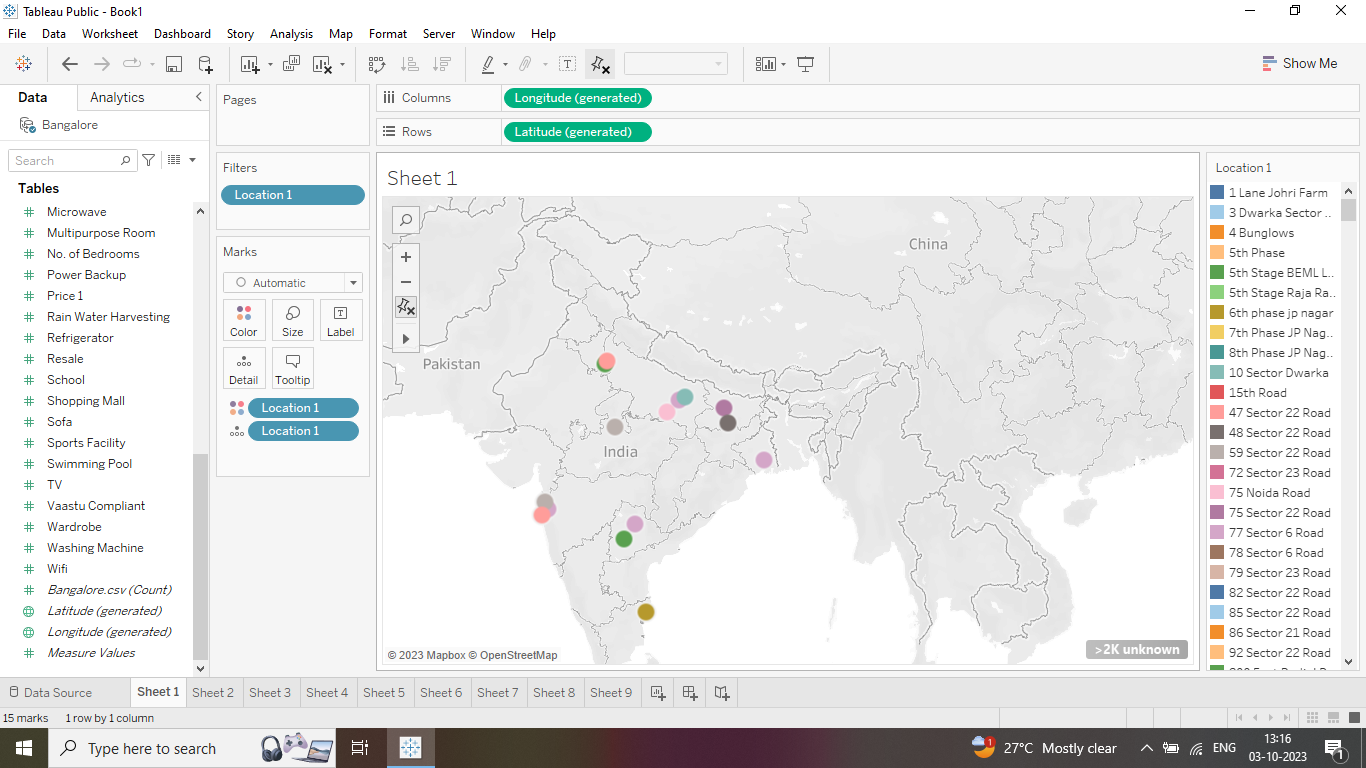 Tableau Public - Book1
File Data Worksheet Dashboard Story Analysis Map Format Server Window Help
Show Me
Data Analytics
Bangalore
Search
Tables
Microwave
Multipurpose Room
No. of Bedrooms
Power Backup
Price 1
Rain Water Harvesting
Refrigerator
Resale
School
Shopping Mall
Sofa
Sports Facility
Swimming Pool
TV
Vaastu Compliant
Wardrobe
Washing Machine
Wifi
Bangalore.csv (Count)
Latitude (generated)
Longitude (generated)
Measure Values
Pages
Filters
Location 1
Marks
Automatic
Color Size Label
Detail Tooltip
Location 1
Location 1
Columns Longitude (generated)
Rows Latitude (generated)
Sheet 1
China
Pakistan
India
© 2023 Mapbox © OpenStreetMap
>2K unknown
Location 1
1 Lane Johri Farm
3 Dwarka Sector ..
4 Bunglows
5th Phase
5th Stage BEML L..
5th Stage Raja Ra..
6th phase jp nagar
7th Phase JP Nag..
8th Phase JP Nag..
10 Sector Dwarka
15th Road
47 Sector 22 Road
48 Sector 22 Road
59 Sector 22 Road
72 Sector 23 Road
75 Noida Road
75 Sector 22 Road
77 Sector 6 Road
78 Sector 6 Road
79 Sector 23 Road
82 Sector 22 Road
85 Sector 22 Road
86 Sector 21 Road
92 Sector 22 Road
Data Source Sheet 1 Sheet 2 Sheet 3 Sheet 4 Sheet 5 Sheet 6 Sheet 7 Sheet 8 Sheet 9
15 marks 1 row by 1 column
Type here to search
1
27°C Mostly clear
ENG
13:16
03-10-2023
1